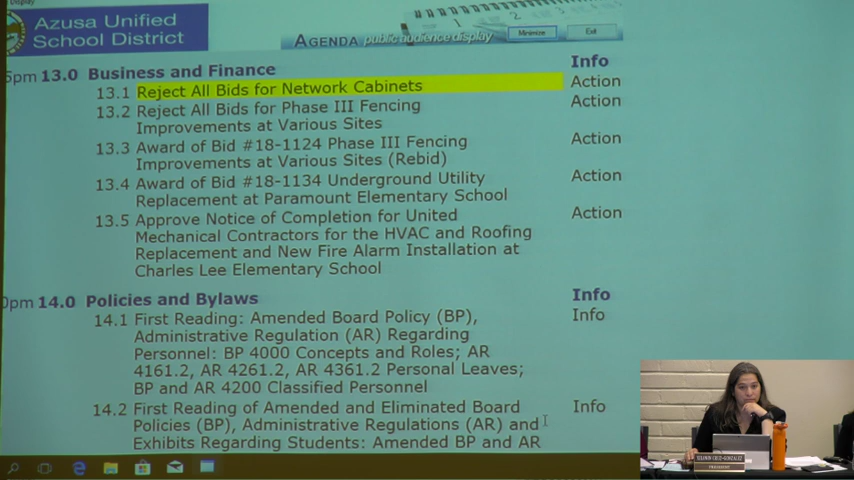 Display
Azusa Unified
School District
AGENDA public audience display
Minimize
Exit
5pm 13.0 Business and Finance Info
13.1 Reject All Bids for Network Cabinets Action
13.2 Reject All Bids for Phase III Fencing Action
Improvements at Various Sites
13.3 Award of Bid #18-1124 Phase III Fencing Action
Improvements at Various Sites (Rebid)
13.4 Award of Bid #18-1134 Underground Utility Action
Replacement at Paramount Elementary School
13.5 Approve Notice of Completion for United Action
Mechanical Contractors for the HVAC and Roofing
Replacement and New Fire Alarm Installation at
Charles Lee Elementary School
0pm 14.0 Policies and Bylaws Info
14.1 First Reading: Amended Board Policy (BP), Info
Administrative Regulation (AR) Regarding
Personnel: BP 4000 Concepts and Roles; AR
4161.2, AR 4261.2, AR 4361.2 Personal Leaves;
BP and AR 4200 Classified Personnel
14.2 First Reading of Amended and Eliminated Board Info
Policies (BP), Administrative Regulations (AR) and
Exhibits Regarding Students: Amended BP and AR
PRESIDENT